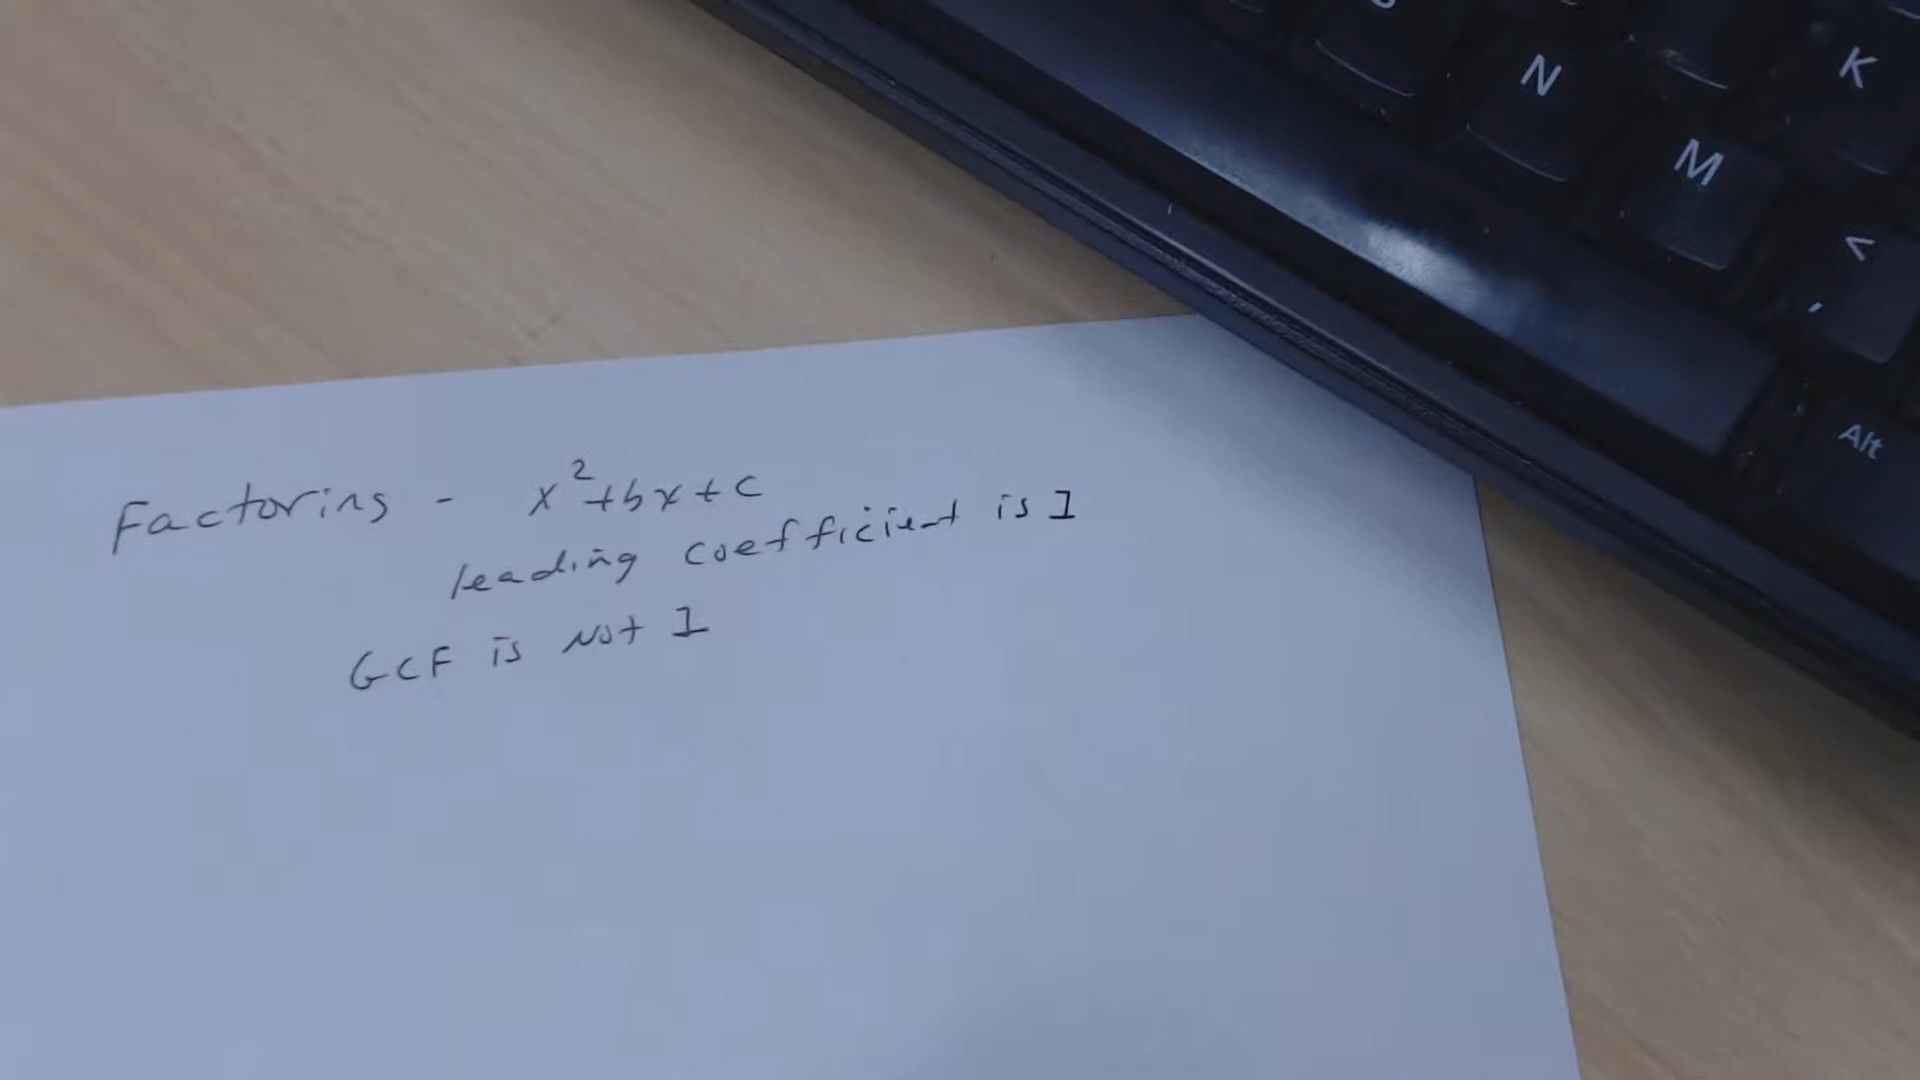 N
K
M
<
,
Alt
Factoring - x²+bx+c
leading coefficient is 1
GCF is not 1